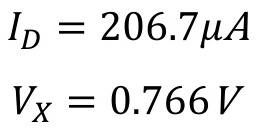 I_D = 206.7μA
V_X = 0.766 V